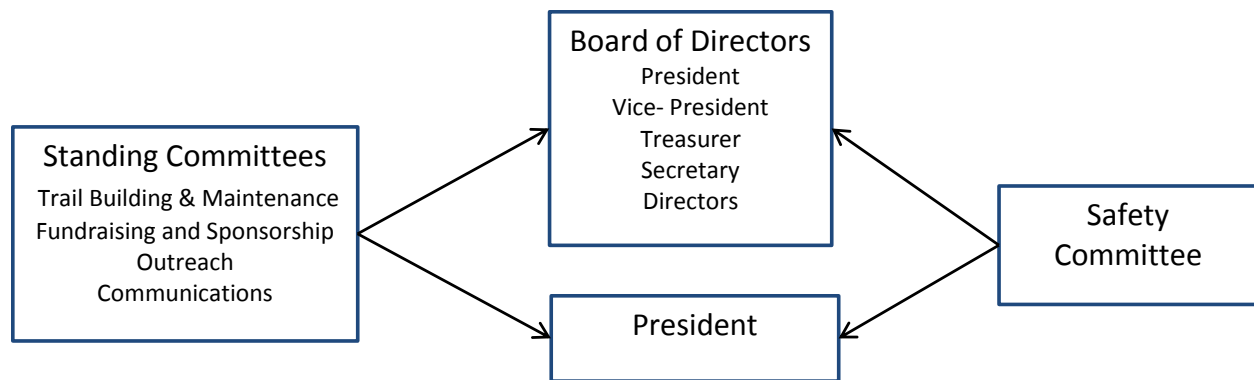 Board of Directors
President
Vice- President
Treasurer
Secretary
Directors
Standing Committees
Trail Building & Maintenance
Fundraising and Sponsorship
Outreach
Communications
Safety
Committee
President